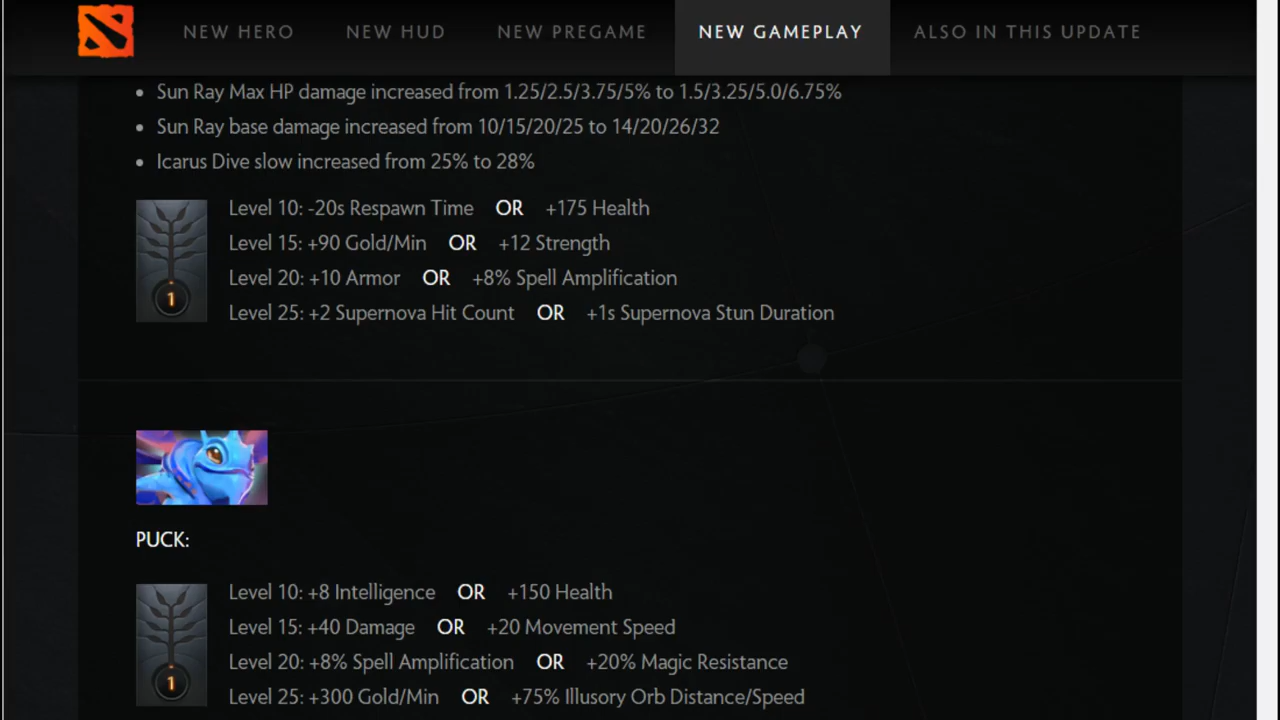 NEW HERO NEW HUD NEW PREGAME NEW GAMEPLAY ALSO IN THIS UPDATE
• Sun Ray Max HP damage increased from 1.25/2.5/3.75/5% to 1.5/3.25/5.0/6.75%
• Sun Ray base damage increased from 10/15/20/25 to 14/20/26/32
• Icarus Dive slow increased from 25% to 28%
Level 10: -20s Respawn Time OR +175 Health
Level 15: +90 Gold/Min OR +12 Strength
Level 20: +10 Armor OR +8% Spell Amplification
Level 25: +2 Supernova Hit Count OR +1s Supernova Stun Duration
1
PUCK:
Level 10: +8 Intelligence OR +150 Health
Level 15: +40 Damage OR +20 Movement Speed
Level 20: +8% Spell Amplification OR +20% Magic Resistance
Level 25: +300 Gold/Min OR +75% Illusory Orb Distance/Speed
1